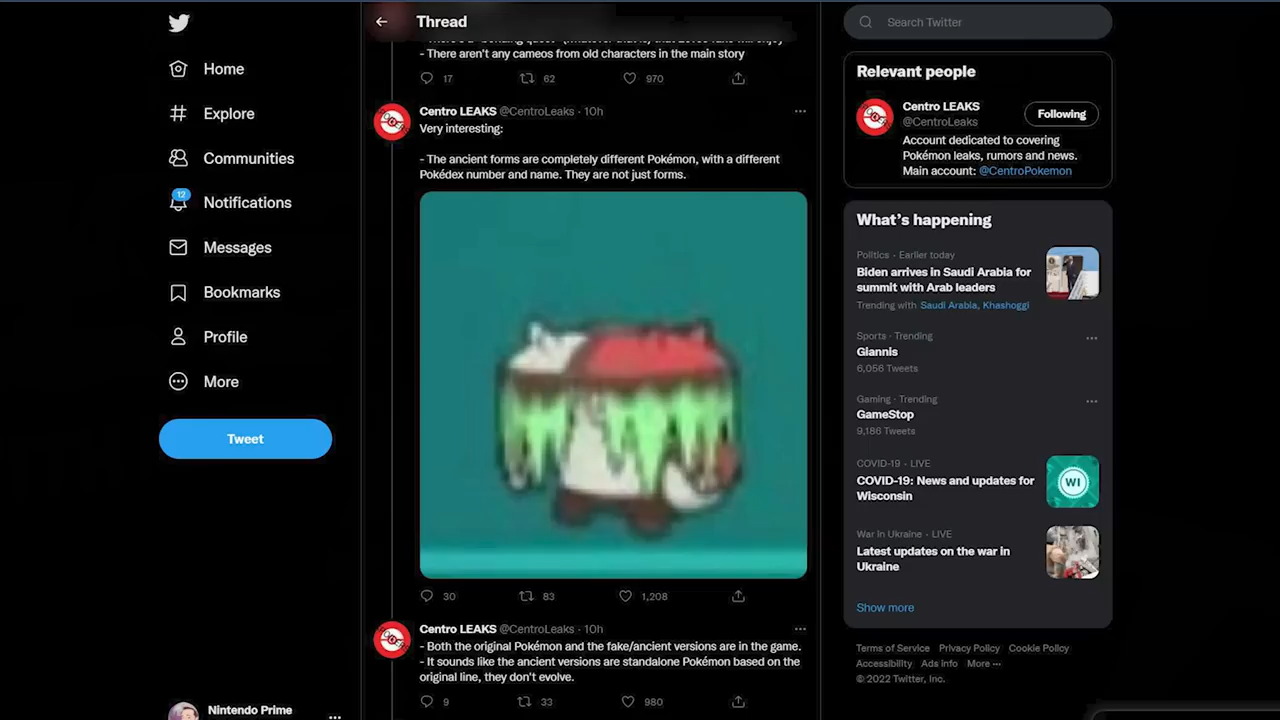 Home
Explore
Communities
12
Notifications
Messages
Bookmarks
Profile
More
Tweet
Nintendo Prime
Thread
- There aren't any cameos from old characters in the main story
17 62 970
Centro LEAKS @CentroLeaks · 10h
Very interesting:
- The ancient forms are completely different Pokémon, with a different
Pokédex number and name. They are not just forms.
30 83 1,208
Centro LEAKS @CentroLeaks · 10h
- Both the original Pokémon and the fake/ancient versions are in the game.
- It sounds like the ancient versions are standalone Pokémon based on the
original line, they don't evolve.
9 33 980
Search Twitter
Relevant people
Centro LEAKS
@CentroLeaks
Following
Account dedicated to covering
Pokémon leaks, rumors and news.
Main account: @CentroPokemon
What's happening
Politics · Earlier today
Biden arrives in Saudi Arabia for
summit with Arab leaders
Trending with Saudi Arabia, Khashoggi
Sports · Trending
Giannis
6,056 Tweets
Gaming · Trending
GameStop
9,186 Tweets
COVID-19 · LIVE
COVID-19: News and updates for
Wisconsin
WI
War in Ukraine · LIVE
Latest updates on the war in
Ukraine
Show more
Terms of Service Privacy Policy Cookie Policy
Accessibility Ads info More ···
© 2022 Twitter, Inc.